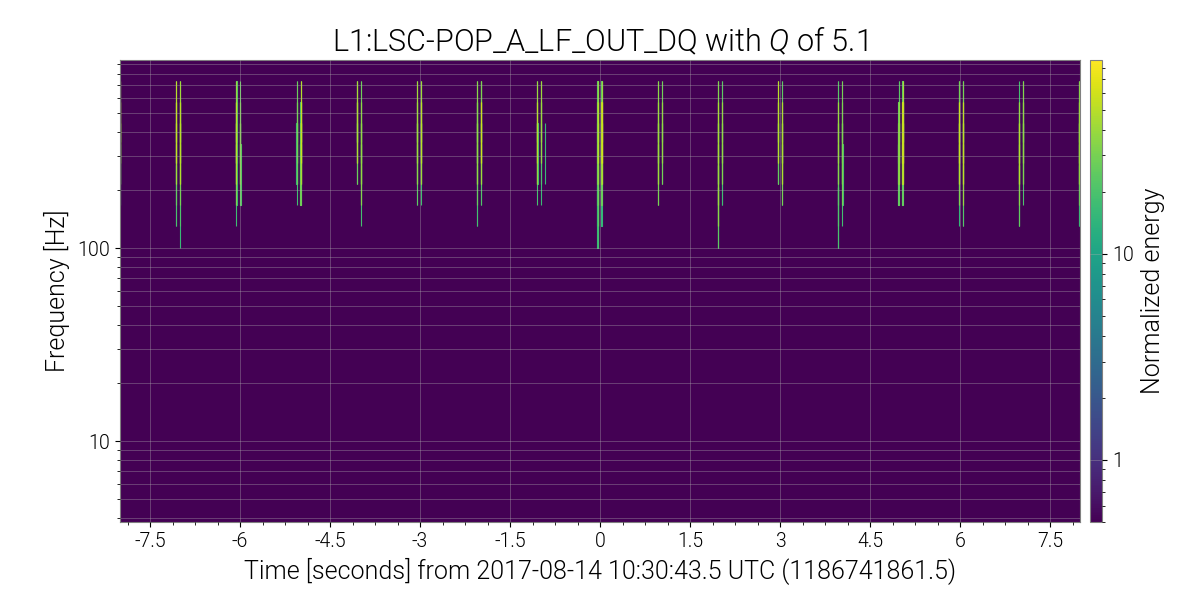 L1:LSC-POP_A_LF_OUT_DQ with Q of 5.1
Frequency [Hz]
100
10
-7.5 -6 -4.5 -3 -1.5 0 1.5 3 4.5 6 7.5
Time [seconds] from 2017-08-14 10:30:43.5 UTC (1186741861.5)
10
1
Normalized energy